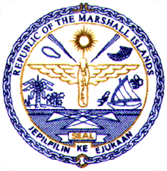 REPUBLIC OF THE MARSHALL ISLANDS
SEAL
JEPILPILIN KE EJUKAAN